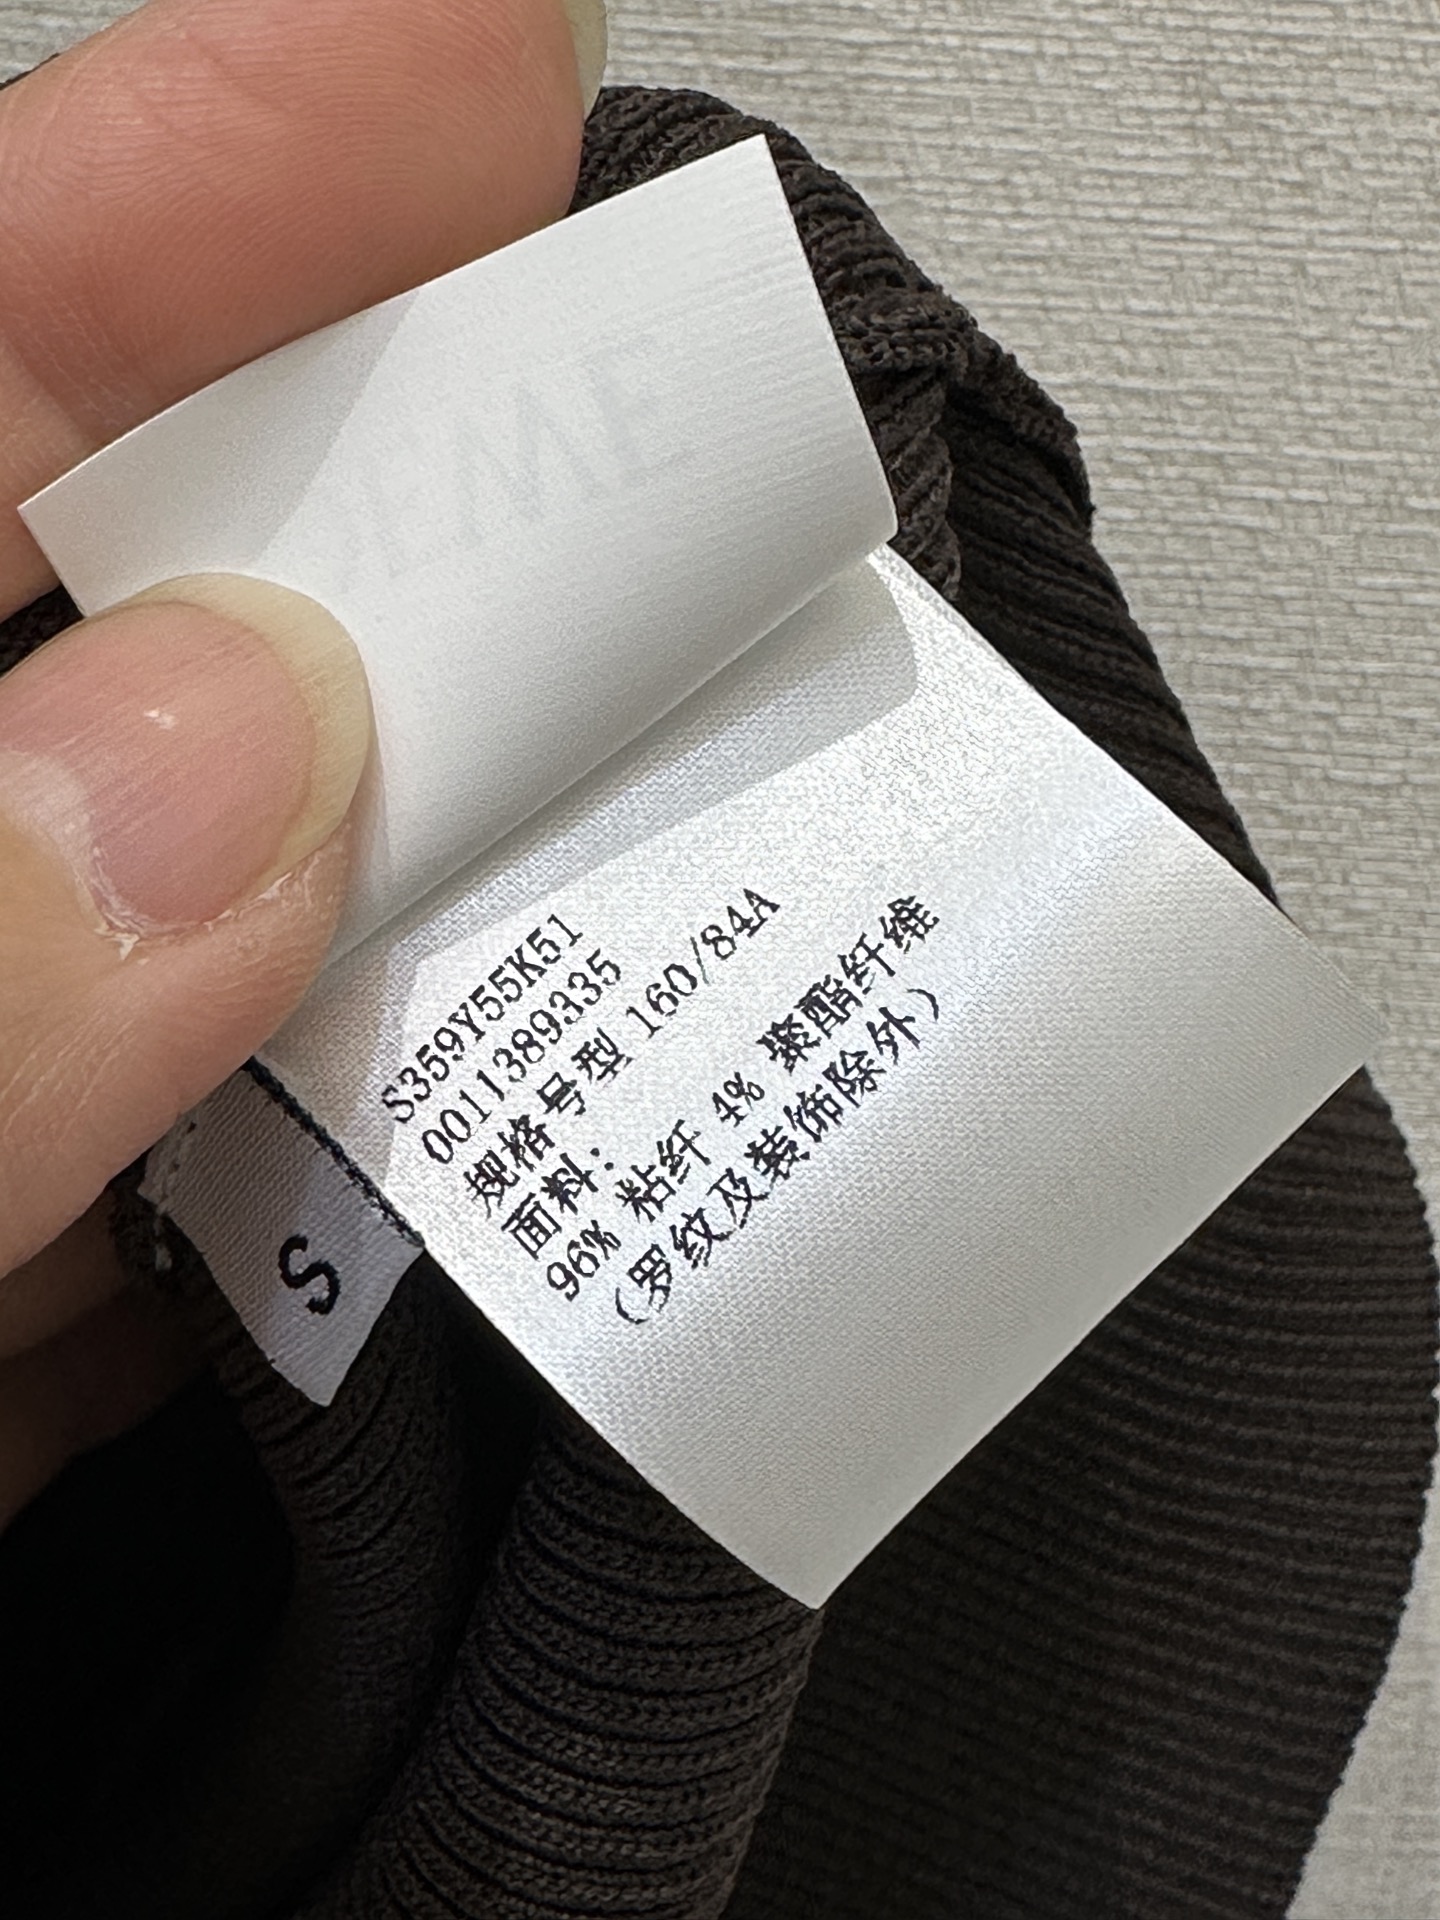 S359Y55K51
0011389335
规格号型 160/84A
面料:
96% 粘纤 4% 聚酯纤维
(罗纹及装饰除外)
S